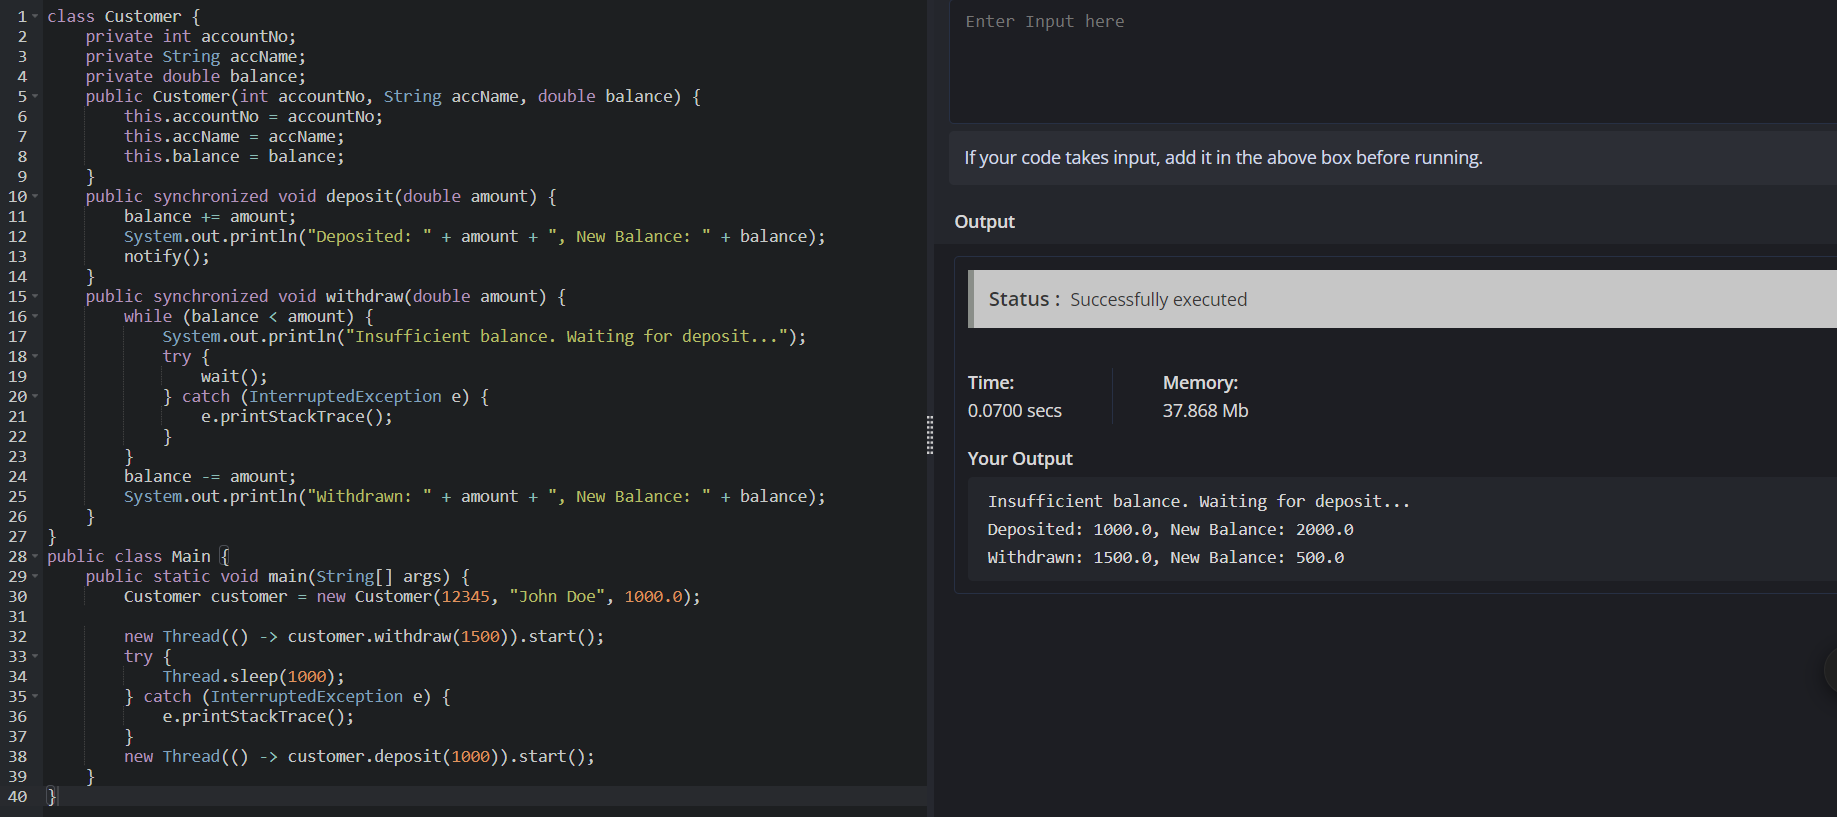 1 class Customer {
2     private int accountNo;
3     private String accName;
4     private double balance;
5     public Customer(int accountNo, String accName, double balance) {
6         this.accountNo = accountNo;
7         this.accName = accName;
8         this.balance = balance;
9     }
10     public synchronized void deposit(double amount) {
11         balance += amount;
12         System.out.println("Deposited: " + amount + ", New Balance: " + balance);
13         notify();
14     }
15     public synchronized void withdraw(double amount) {
16         while (balance < amount) {
17             System.out.println("Insufficient balance. Waiting for deposit...");
18             try {
19                 wait();
20             } catch (InterruptedException e) {
21                 e.printStackTrace();
22             }
23         }
24         balance -= amount;
25         System.out.println("Withdrawn: " + amount + ", New Balance: " + balance);
26     }
27 }
28 public class Main {
29     public static void main(String[] args) {
30         Customer customer = new Customer(12345, "John Doe", 1000.0);
31
32         new Thread(() -> customer.withdraw(1500)).start();
33         try {
34             Thread.sleep(1000);
35         } catch (InterruptedException e) {
36             e.printStackTrace();
37         }
38         new Thread(() -> customer.deposit(1000)).start();
39     }
40 }
Enter Input here
If your code takes input, add it in the above box before running.
Output
Status : Successfully executed
Time: Memory:
0.0700 secs 37.868 Mb
Your Output
Insufficient balance. Waiting for deposit...
Deposited: 1000.0, New Balance: 2000.0
Withdrawn: 1500.0, New Balance: 500.0